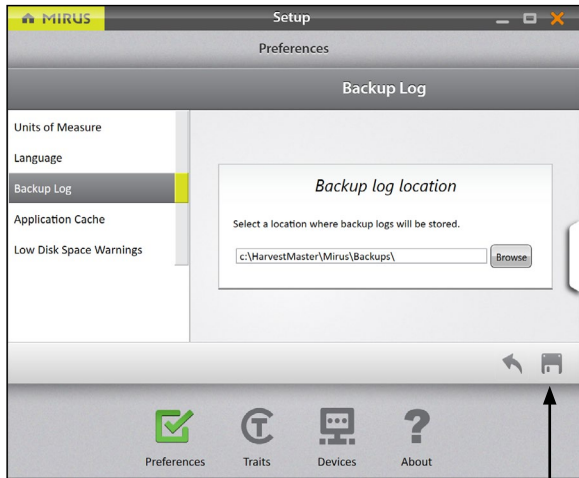 MIRUS
Setup
Preferences
Backup Log
Units of Measure
Language
Backup Log
Application Cache
Low Disk Space Warnings
Backup log location
Select a location where backup logs will be stored.
c:\HarvestMaster\Mirus\Backups\
Browse
Preferences
Traits
Devices
About